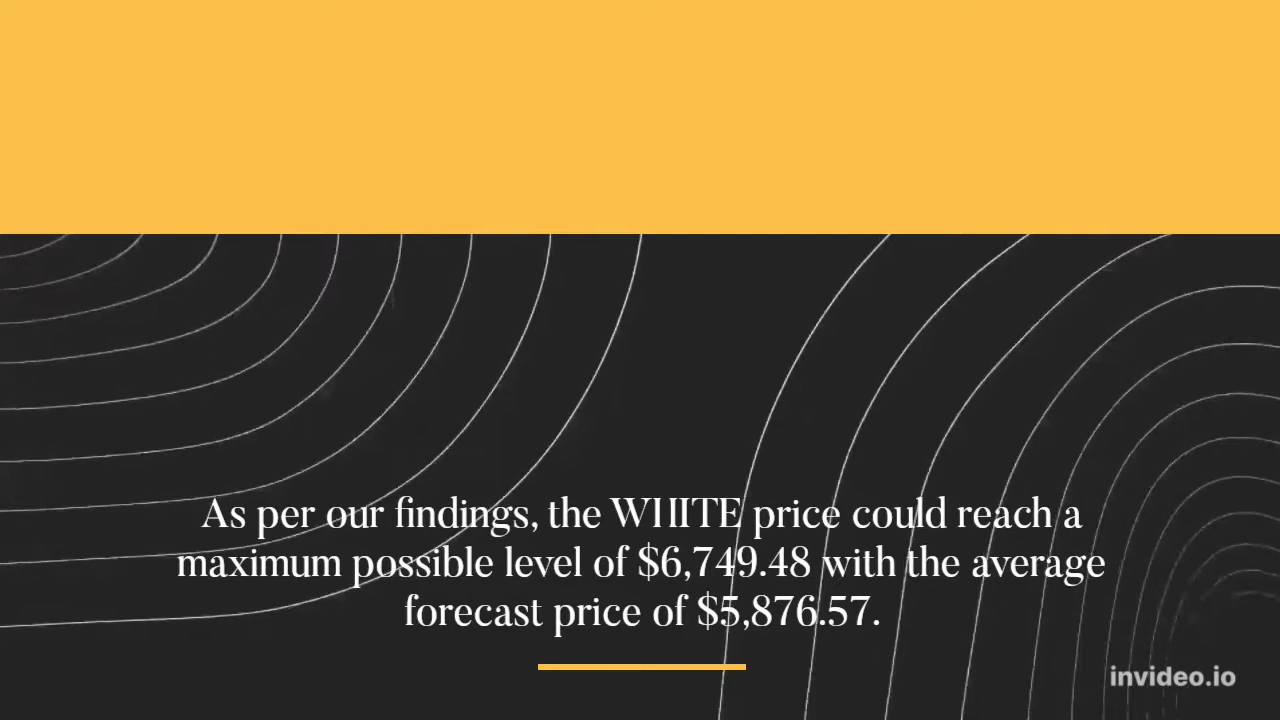 As per our findings, the WHITE price could reach a
maximum possible level of $6,749.48 with the average
forecast price of $5,876.57.
invideo.io